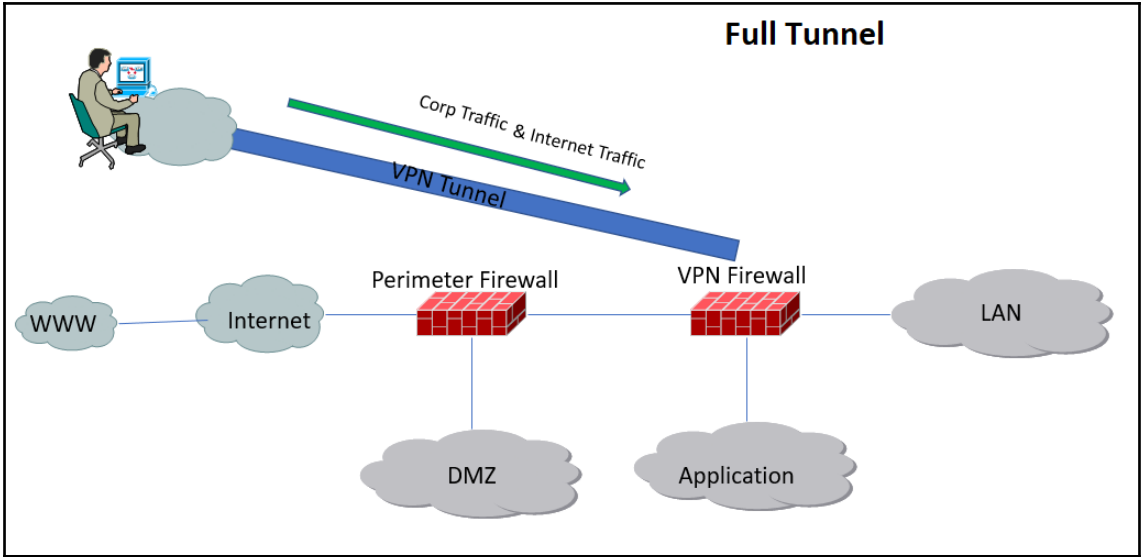 Full Tunnel
Corp Traffic & Internet Traffic
VPN Tunnel
Perimeter Firewall
VPN Firewall
WWW
Internet
LAN
DMZ
Application